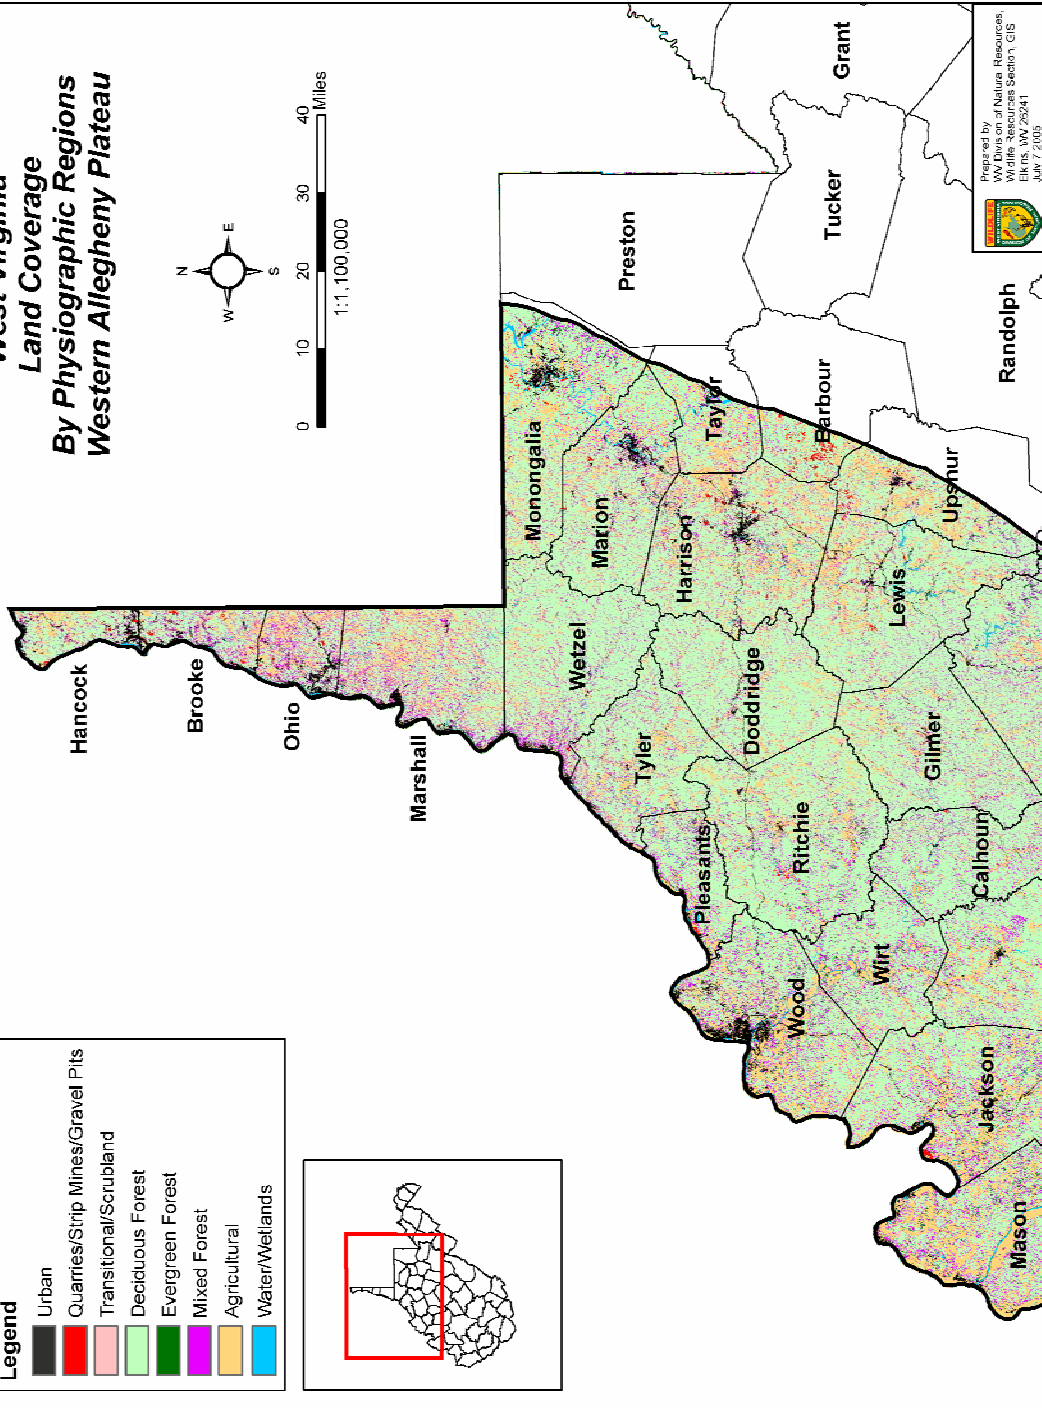 Land Coverage
By Physiographic Regions
Western Allegheny Plateau
N
W
E
S
0
10
20
30
40
Miles
1:1,100,000
Hancock
Brooke
Ohio
Marshall
Wetzel
Monongalia
Marion
Preston
Taylor
Harrison
Tyler
Pleasants
Doddridge
Ritchie
Wood
Wirt
Barbour
Tucker
Grant
Lewis
Upshur
Gilmer
Calhoun
Jackson
Mason
Randolph
Legend
Urban
Quarries/Strip Mines/Gravel Pits
Transitional/Scrubland
Deciduous Forest
Evergreen Forest
Mixed Forest
Agricultural
Water/Wetlands
WILDLIFE
Prepared by
WV Division of Natural Resources,
Wildlife Resources Section, GIS
Elkins, WV 26241
July 7 2005